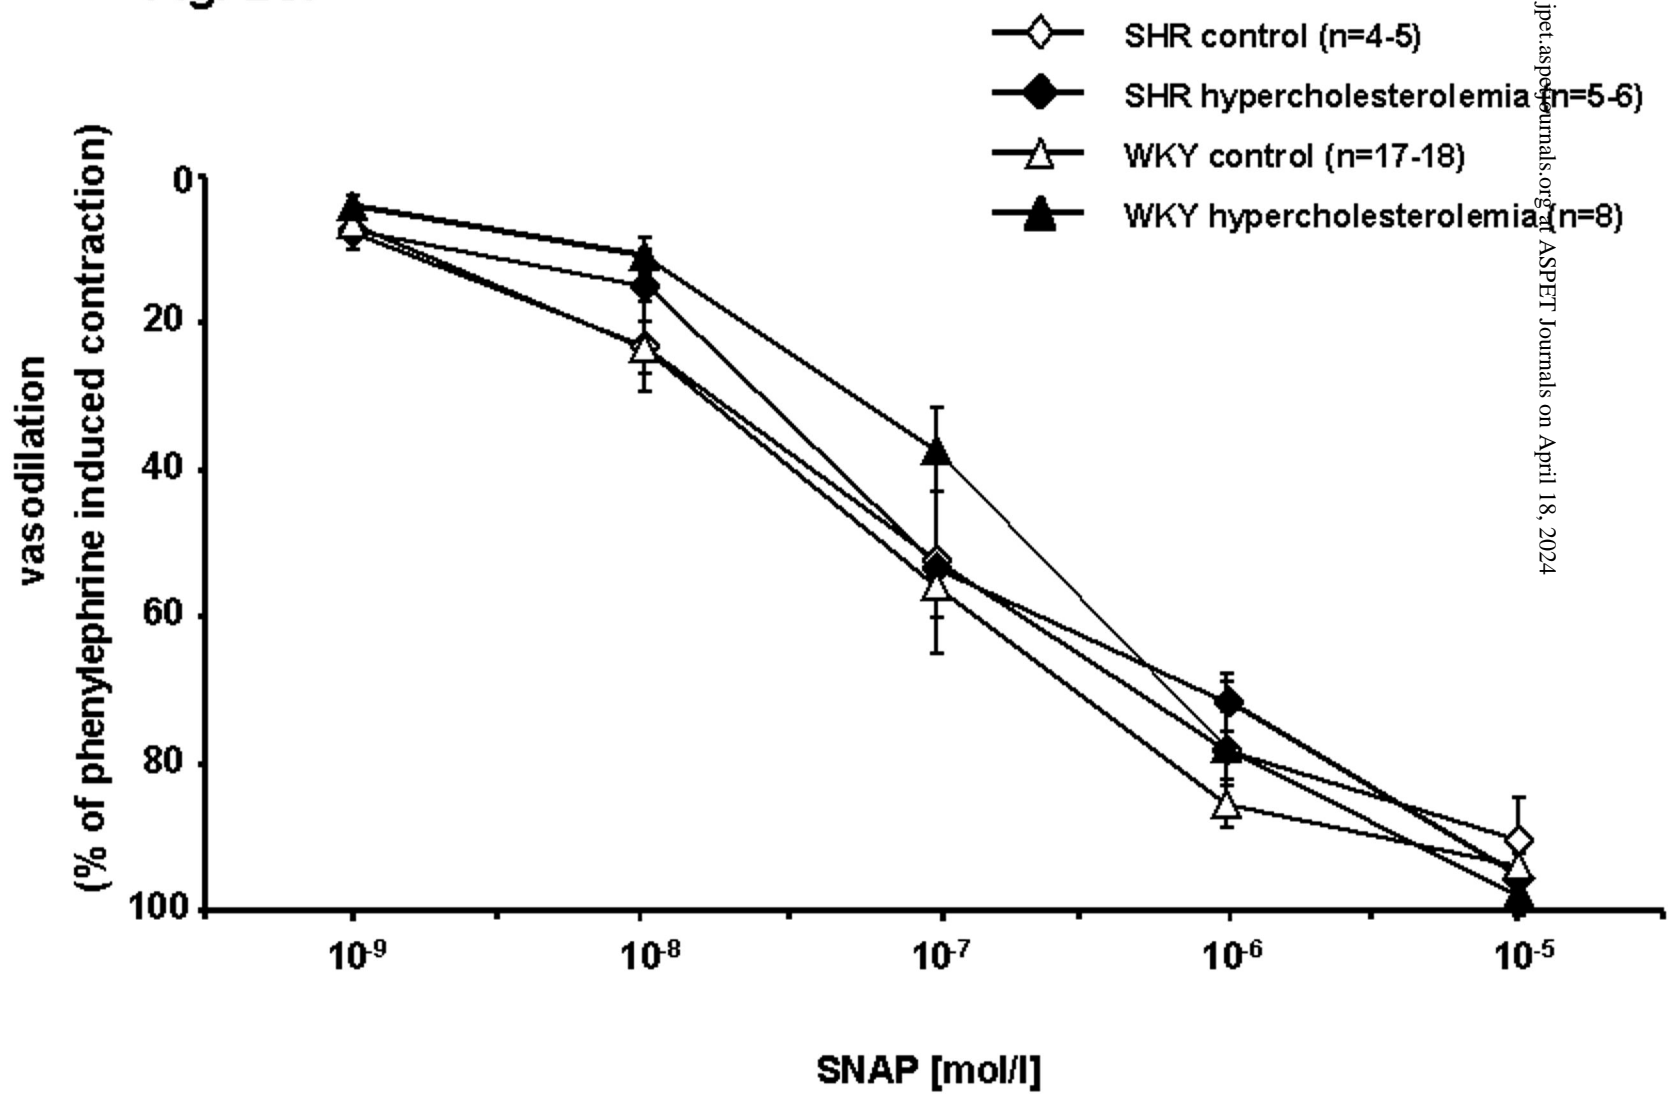 SHR control (n=4-5)
SHR hypercholesterolemia (n=5-6)
WKY control (n=17-18)
WKY hypercholesterolemia (n=8)
jpet.aspetjournals.org at ASPET Journals on April 18, 2024
vasodilation
(% of phenylephrine induced contraction)
0
20
40
60
80
100
10-9
10-8
10-7
10-6
10-5
SNAP [mol/l]